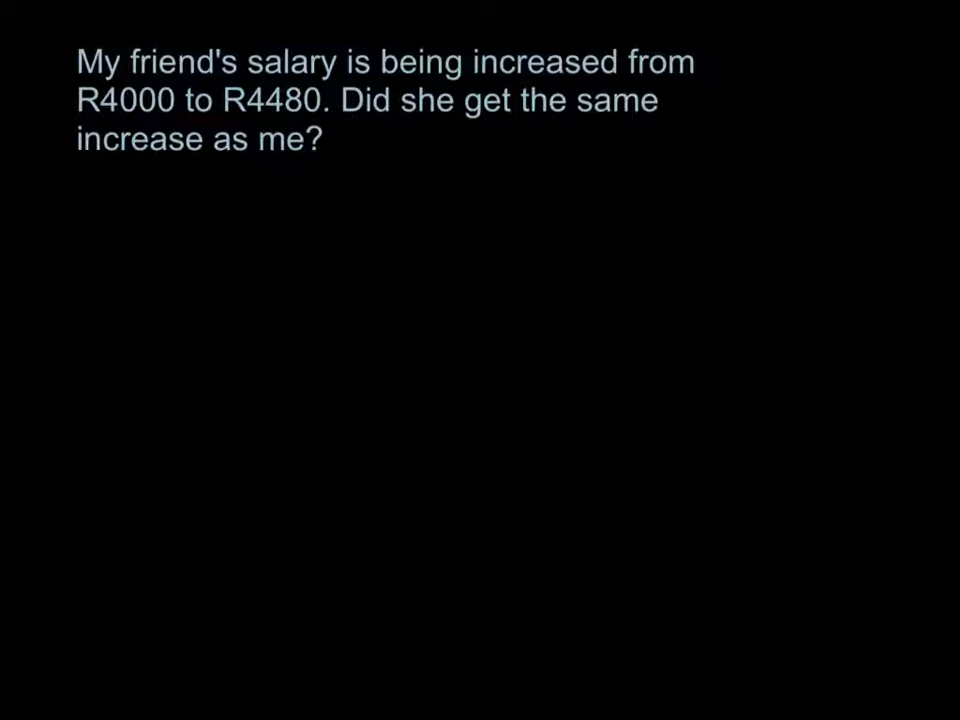 My friend's salary is being increased from
R4000 to R4480. Did she get the same
increase as me?